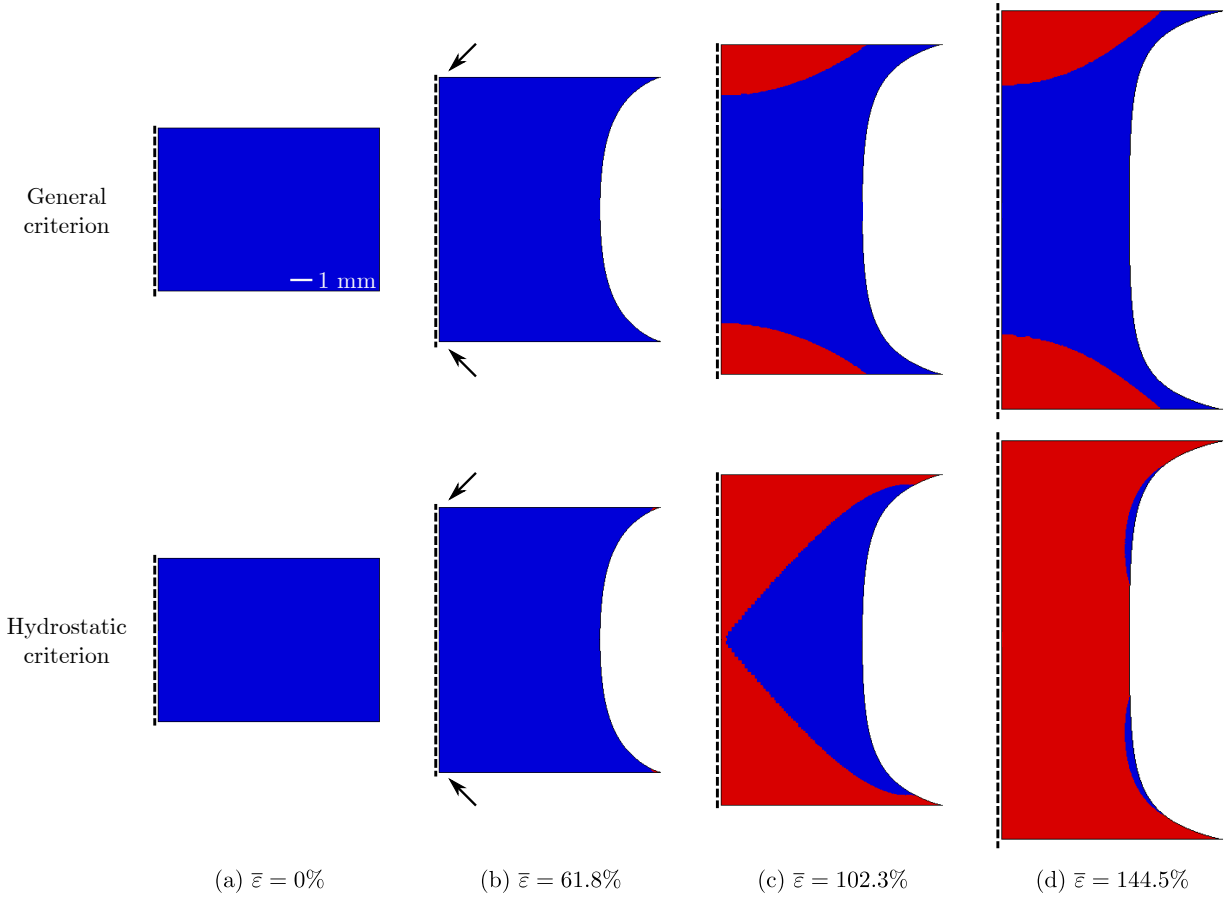 General
criterion
1 mm
Hydrostatic
criterion
(a) ε̅ = 0%
(b) ε̅ = 61.8%
(c) ε̅ = 102.3%
(d) ε̅ = 144.5%